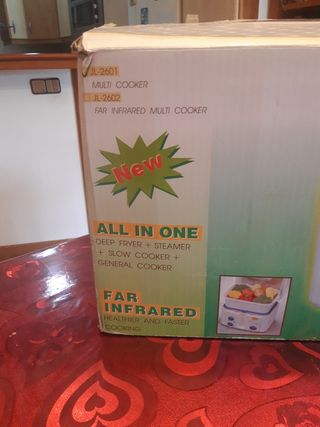 JL-2601
MULTI COOKER
JL-2602
FAR INFRARED MULTI COOKER
New
ALL IN ONE
DEEP FRYER + STEAMER
+ SLOW COOKER +
GENERAL COOKER
FAR
INFRARED
HEALTHIER AND FASTER
COOKING